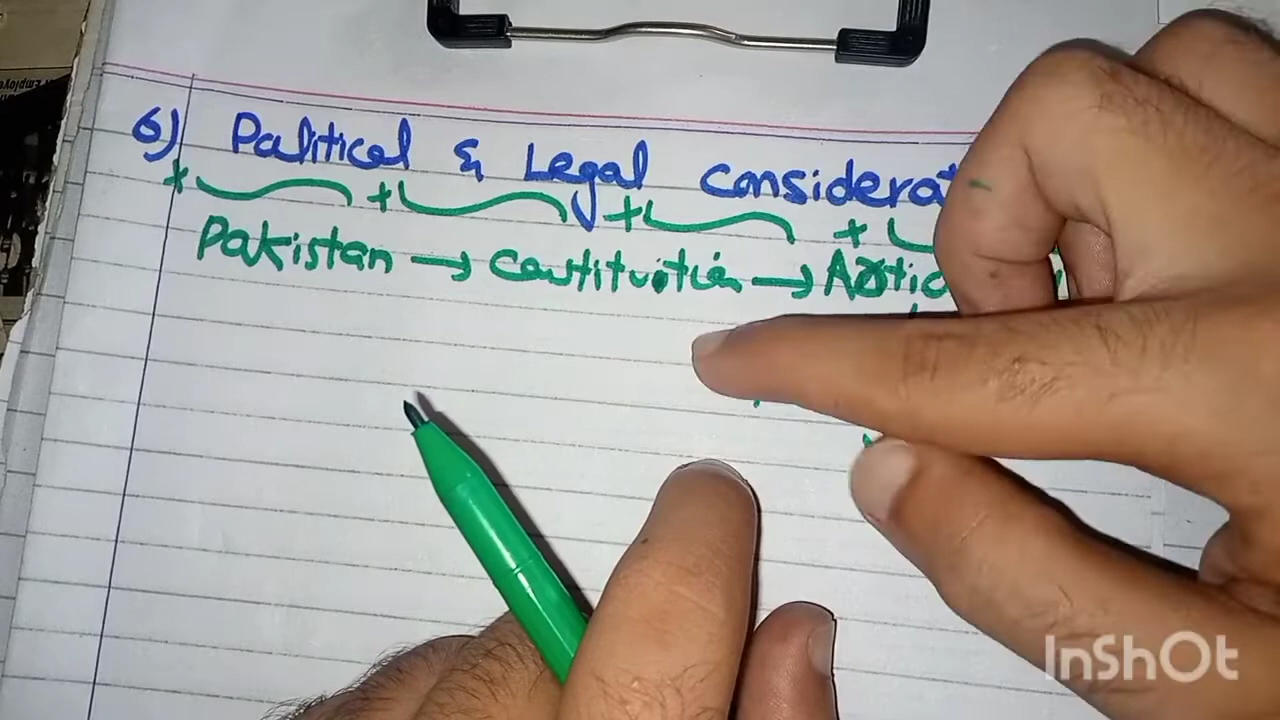 6) Political & Legal considerat
Pakistan → Constitution → Artic
InShOt